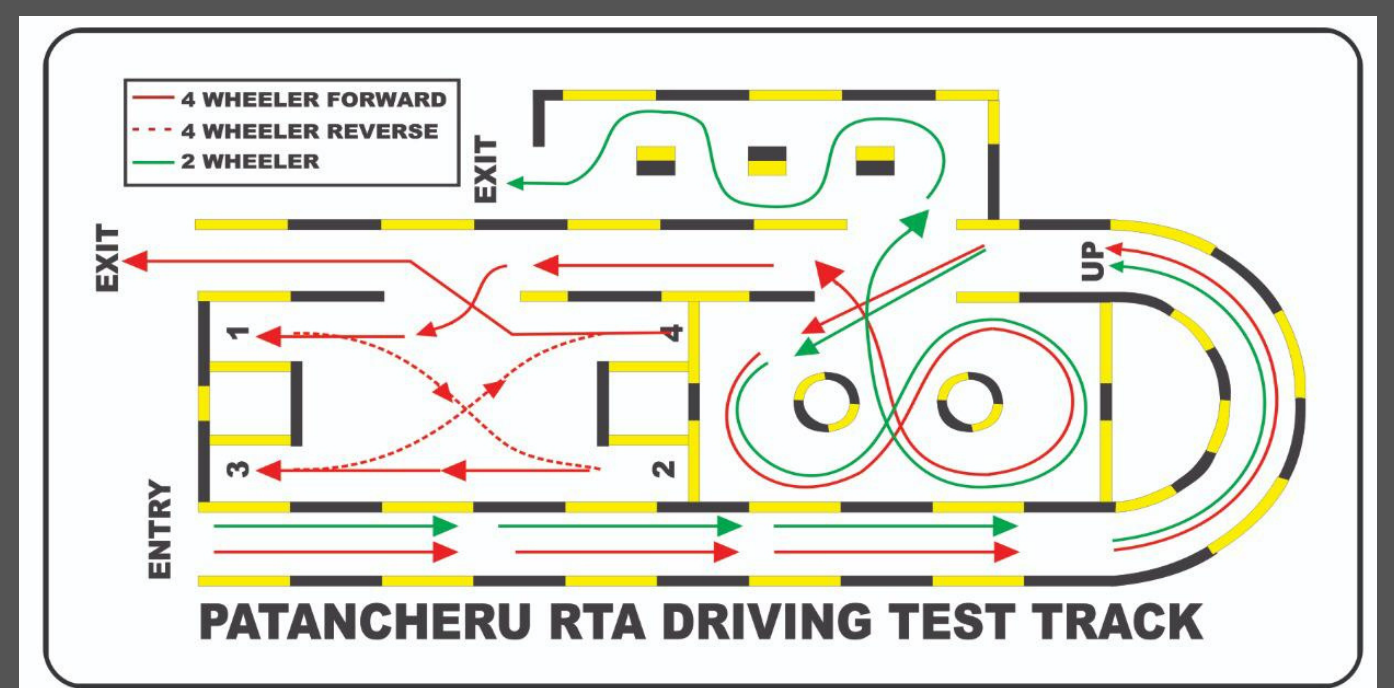 4 WHEELER FORWARD
4 WHEELER REVERSE
2 WHEELER
EXIT
EXIT
UP
1
4
3
2
ENTRY
PATANCHERU RTA DRIVING TEST TRACK